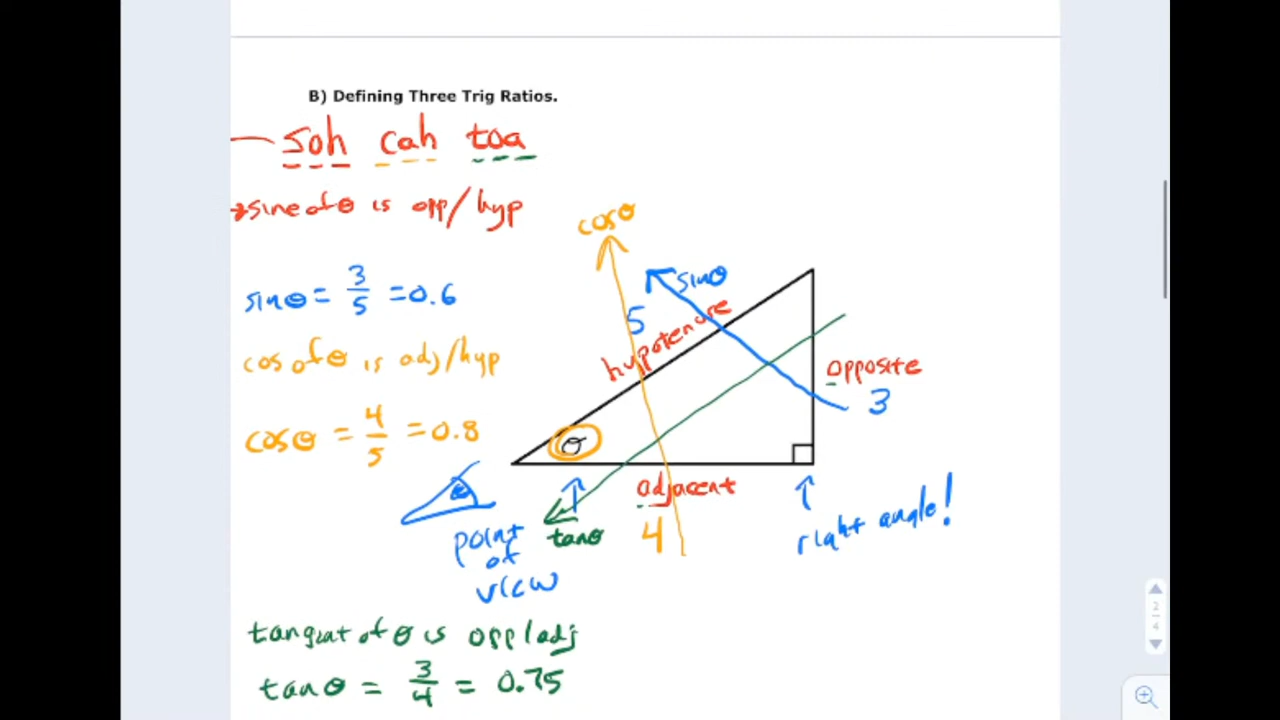 B) Defining Three Trig Ratios.
soh cah toa
sine of θ is opp/hyp
cosθ
sinθ
sinθ = 3/5 = 0.6
5
hypotenuse
cos of θ is adj/hyp
opposite
3
cosθ = 4/5 = 0.8
θ
θ
adjacent
right angle!
point
of
view
tanθ
4
tangent of θ is opp/adj
tanθ = 3/4 = 0.75
2
4